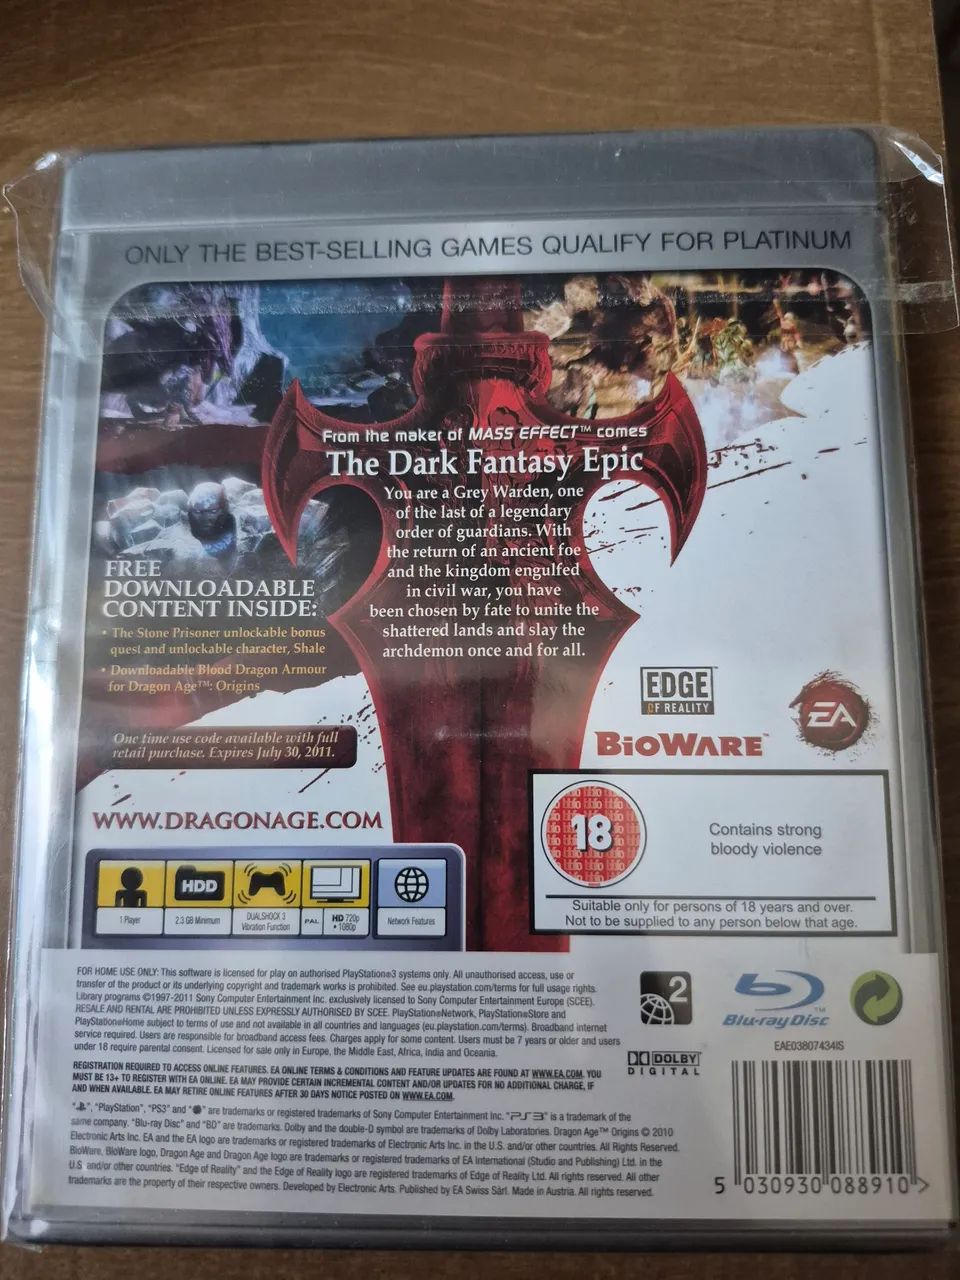 ONLY THE BEST-SELLING GAMES QUALIFY FOR PLATINUM
From the maker of MASS EFFECT™ comes
The Dark Fantasy Epic
You are a Grey Warden, one
of the last of a legendary
order of guardians. With
the return of an ancient foe
and the kingdom engulfed
in civil war, you have
been chosen by fate to unite the
shattered lands and slay the
archdemon once and for all.
FREE
DOWNLOADABLE
CONTENT INSIDE:
• The Stone Prisoner unlockable bonus
quest and unlockable character, Shale
• Downloadable Blood Dragon Armour
for Dragon Age™: Origins
One time use code available with full
retail purchase. Expires July 30, 2011.
WWW.DRAGONAGE.COM
EDGE
OF REALITY
EA
BIOWARE™
18
Contains strong
bloody violence
Suitable only for persons of 18 years and over.
Not to be supplied to any person below that age.
HDD
1 Player
2.3 GB Minimum
DUALSHOCK 3
Vibration Function
PAL
HD 720p
• 1080p
Network Features
FOR HOME USE ONLY: This software is licensed for play on authorised PlayStation®3 systems only. All unauthorised access, use or
transfer of the product or its underlying copyright and trademark works is prohibited. See eu.playstation.com/terms for full usage rights.
Library programs ©1997-2011 Sony Computer Entertainment Inc. exclusively licensed to Sony Computer Entertainment Europe (SCEE).
RESALE AND RENTAL ARE PROHIBITED UNLESS EXPRESSLY AUTHORISED BY SCEE. PlayStation®Network, PlayStation®Store and
PlayStation®Home subject to terms of use and not available in all countries and languages (eu.playstation.com/terms). Broadband internet
service required. Users are responsible for broadband access fees. Charges apply for some content. Users must be 7 years or older and users
under 18 require parental consent. Licensed for sale only in Europe, the Middle East, Africa, India and Oceania.
REGISTRATION REQUIRED TO ACCESS ONLINE FEATURES. EA ONLINE TERMS & CONDITIONS AND FEATURE UPDATES ARE FOUND AT WWW.EA.COM. YOU
MUST BE 13+ TO REGISTER WITH EA ONLINE. EA MAY PROVIDE CERTAIN INCREMENTAL CONTENT AND/OR UPDATES FOR NO ADDITIONAL CHARGE, IF
AND WHEN AVAILABLE. EA MAY RETIRE ONLINE FEATURES AFTER 30 DAYS NOTICE POSTED ON WWW.EA.COM.
"", "PlayStation", "PS3" and "" are trademarks or registered trademarks of Sony Computer Entertainment Inc. "PS3" is a trademark of the
same company. "Blu-ray Disc" and "BD" are trademarks. Dolby and the double-D symbol are trademarks of Dolby Laboratories. Dragon Age™ Origins © 2010
Electronic Arts Inc. EA and the EA logo are trademarks or registered trademarks of Electronic Arts Inc. in the U.S. and/or other countries. All Rights Reserved.
BioWare, BioWare logo, Dragon Age and Dragon Age logo are trademarks or registered trademarks of EA International (Studio and Publishing) Ltd. in the
U.S. and/or other countries. "Edge of Reality" and the Edge of Reality logo are registered trademarks of Edge of Reality Ltd. All rights reserved. All other
trademarks are the property of their respective owners. Developed by Electronic Arts. Published by EA Swiss Sàrl. Made in Austria. All rights reserved.
2
Blu-ray Disc™
DOLBY
DIGITAL
EAE03807434IS
5 030930 088910 >